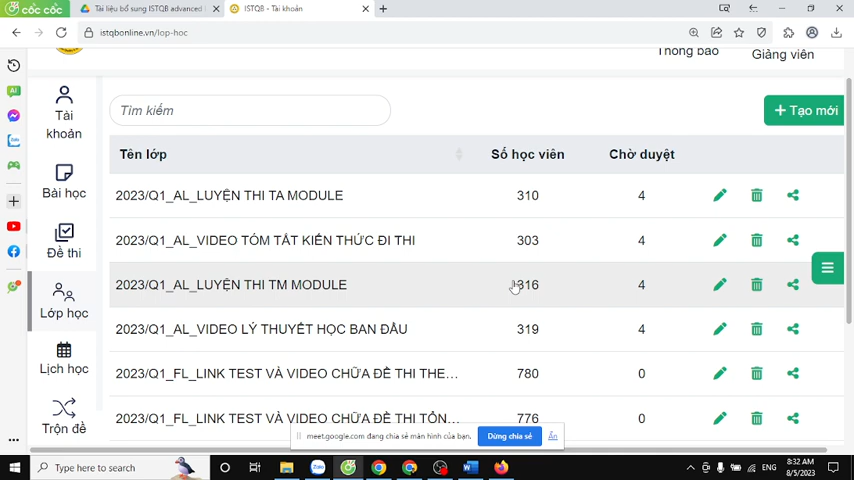 cốc cốc
Tài liệu bổ sung ISTQB advanced
ISTQB - Tài khoản
istqbonline.vn/lop-hoc
Thông báo
Giảng viên
Tài khoản
Bài học
Đề thi
Lớp học
Lịch học
Trộn đề
Tìm kiếm
+ Tạo mới
Tên lớp Số học viên Chờ duyệt
2023/Q1_AL_LUYỆN THI TA MODULE 310 4
2023/Q1_AL_VIDEO TÓM TẮT KIẾN THỨC ĐI THI 303 4
2023/Q1_AL_LUYỆN THI TM MODULE 316 4
2023/Q1_AL_VIDEO LÝ THUYẾT HỌC BAN ĐẦU 319 4
2023/Q1_FL_LINK TEST VÀ VIDEO CHỮA ĐỀ THI THE... 780 0
2023/Q1_FL_LINK TEST VÀ VIDEO CHỮA ĐỀ THI TỔN... 776 0
meet.google.com đang chia sẻ màn hình của bạn. Dừng chia sẻ Ẩn
Type here to search
ENG
8:32 AM
8/5/2023